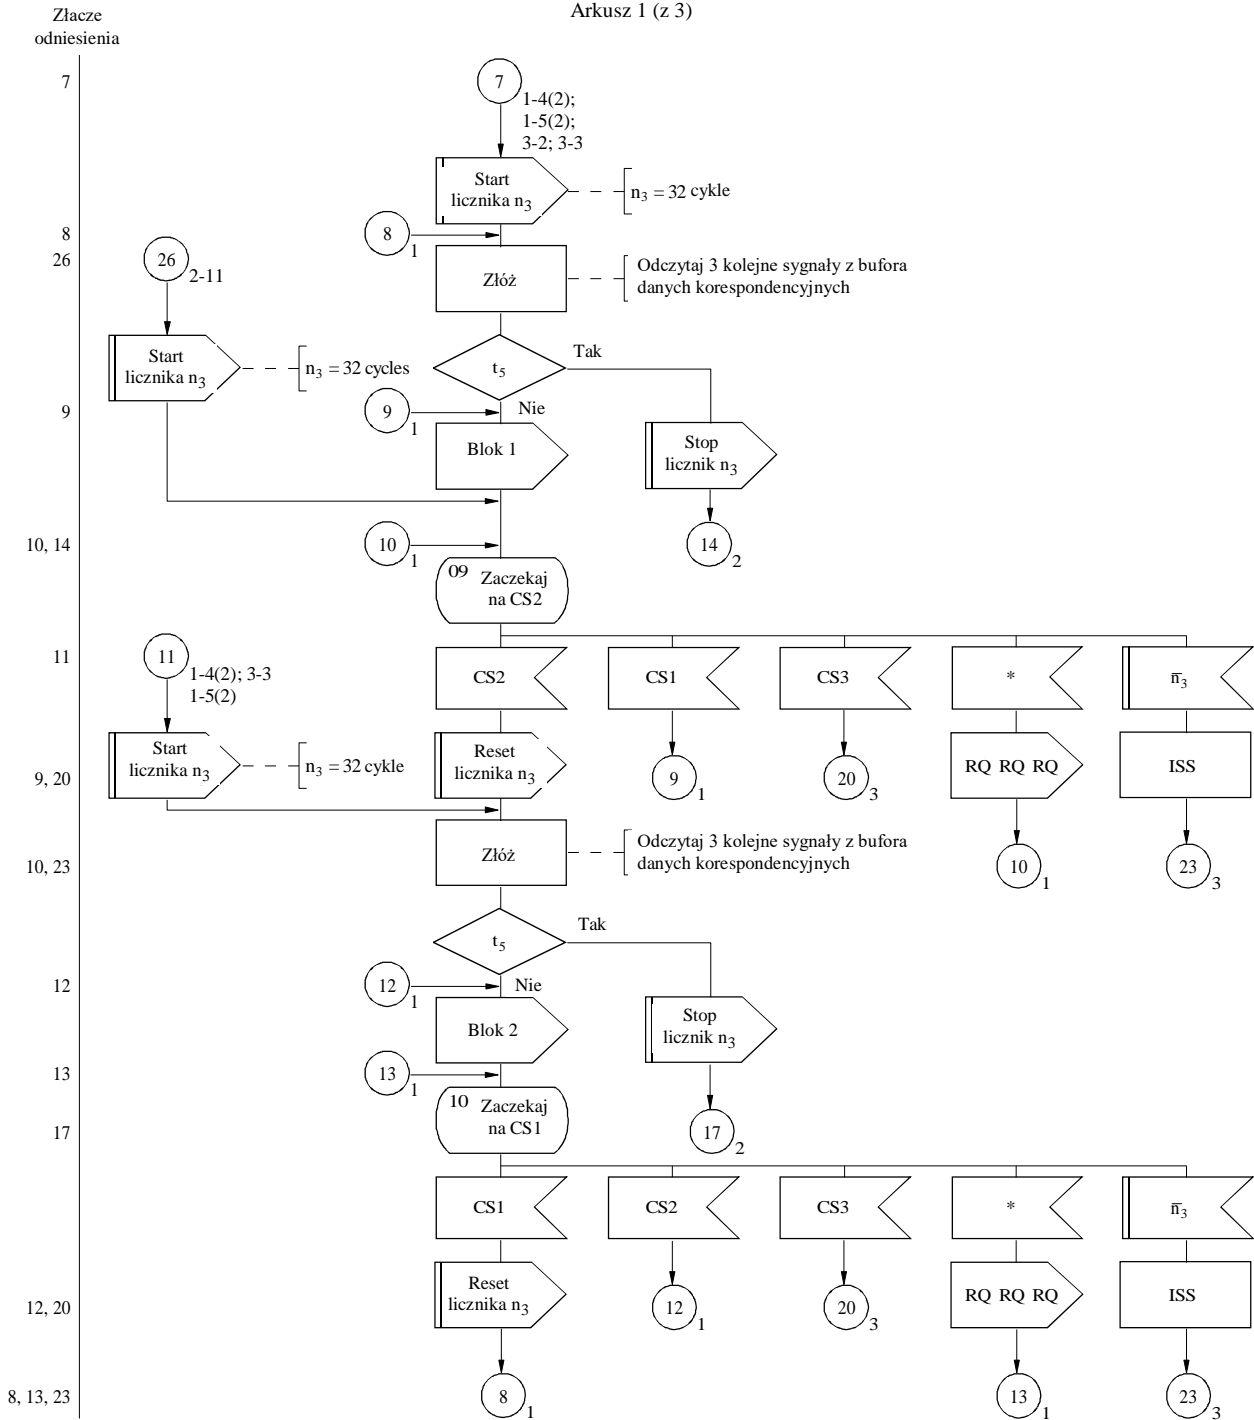 Arkusz 1 (z 3)
Złacze
odniesienia
7
7
1-4(2);
1-5(2);
3-2; 3-3
Start
licznika n3
n3 = 32 cykle
8
8
1
26
26
2-11
Złóż
Odczytaj 3 kolejne sygnały z bufora
danych korespondencyjnych
Start
licznika n3
n3 = 32 cycles
t5
Tak
9
9
1
Nie
Blok 1
Stop
licznik n3
10, 14
10
1
14
2
09
Zaczekaj
na CS2
11
11
1-4(2); 3-3
1-5(2)
CS2
CS1
CS3
*
n̅3
Start
licznika n3
n3 = 32 cykle
Reset
licznika n3
9, 20
9
1
20
3
RQ RQ RQ
ISS
Złóż
Odczytaj 3 kolejne sygnały z bufora
danych korespondencyjnych
10, 23
10
1
23
3
t5
Tak
12
12
1
Nie
Blok 2
Stop
licznik n3
13
13
1
10
Zaczekaj
na CS1
17
17
2
CS1
CS2
CS3
*
n̅3
Reset
licznika n3
12, 20
12
1
20
3
RQ RQ RQ
ISS
8, 13, 23
8
1
13
1
23
3